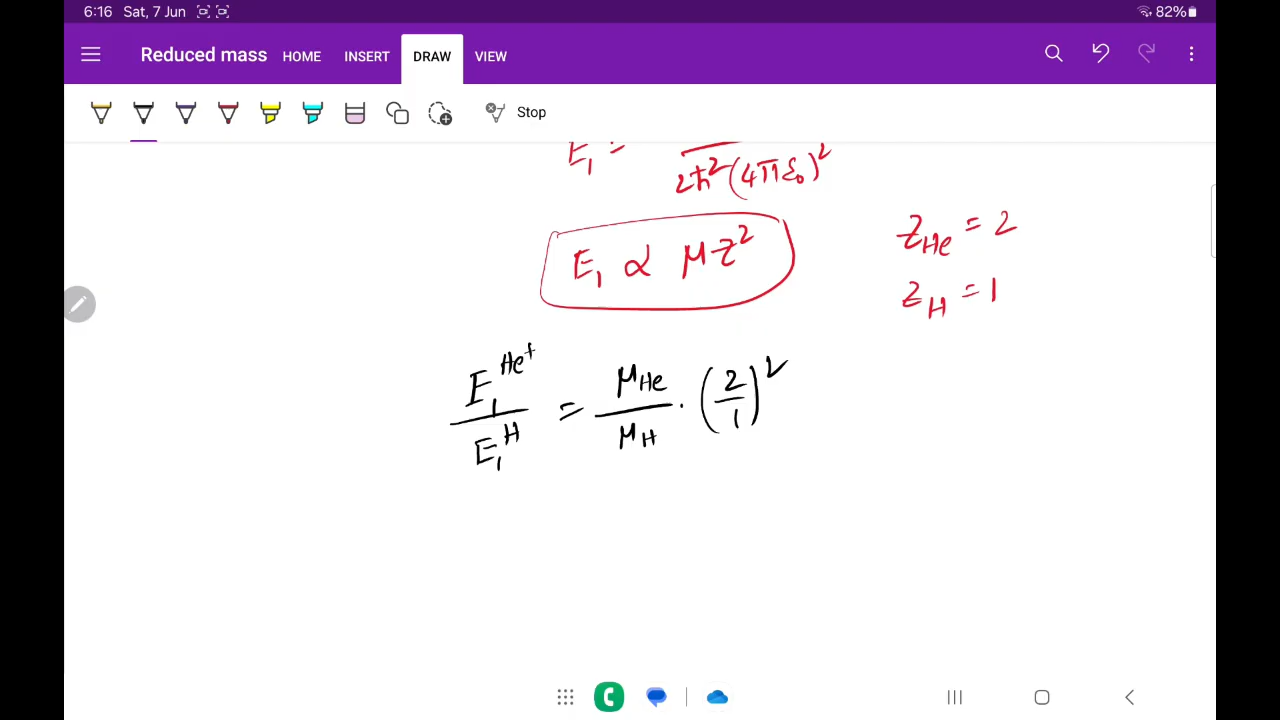 6:16 Sat, 7 Jun 82%
Reduced mass HOME INSERT DRAW VIEW
Stop
E₁ =
2ħ²(4πε₀)²
E₁ ∝ μz²
z_He = 2
z_H = 1
E₁^He⁺ / E₁^H = μ_He / μ_H · (2/1)²